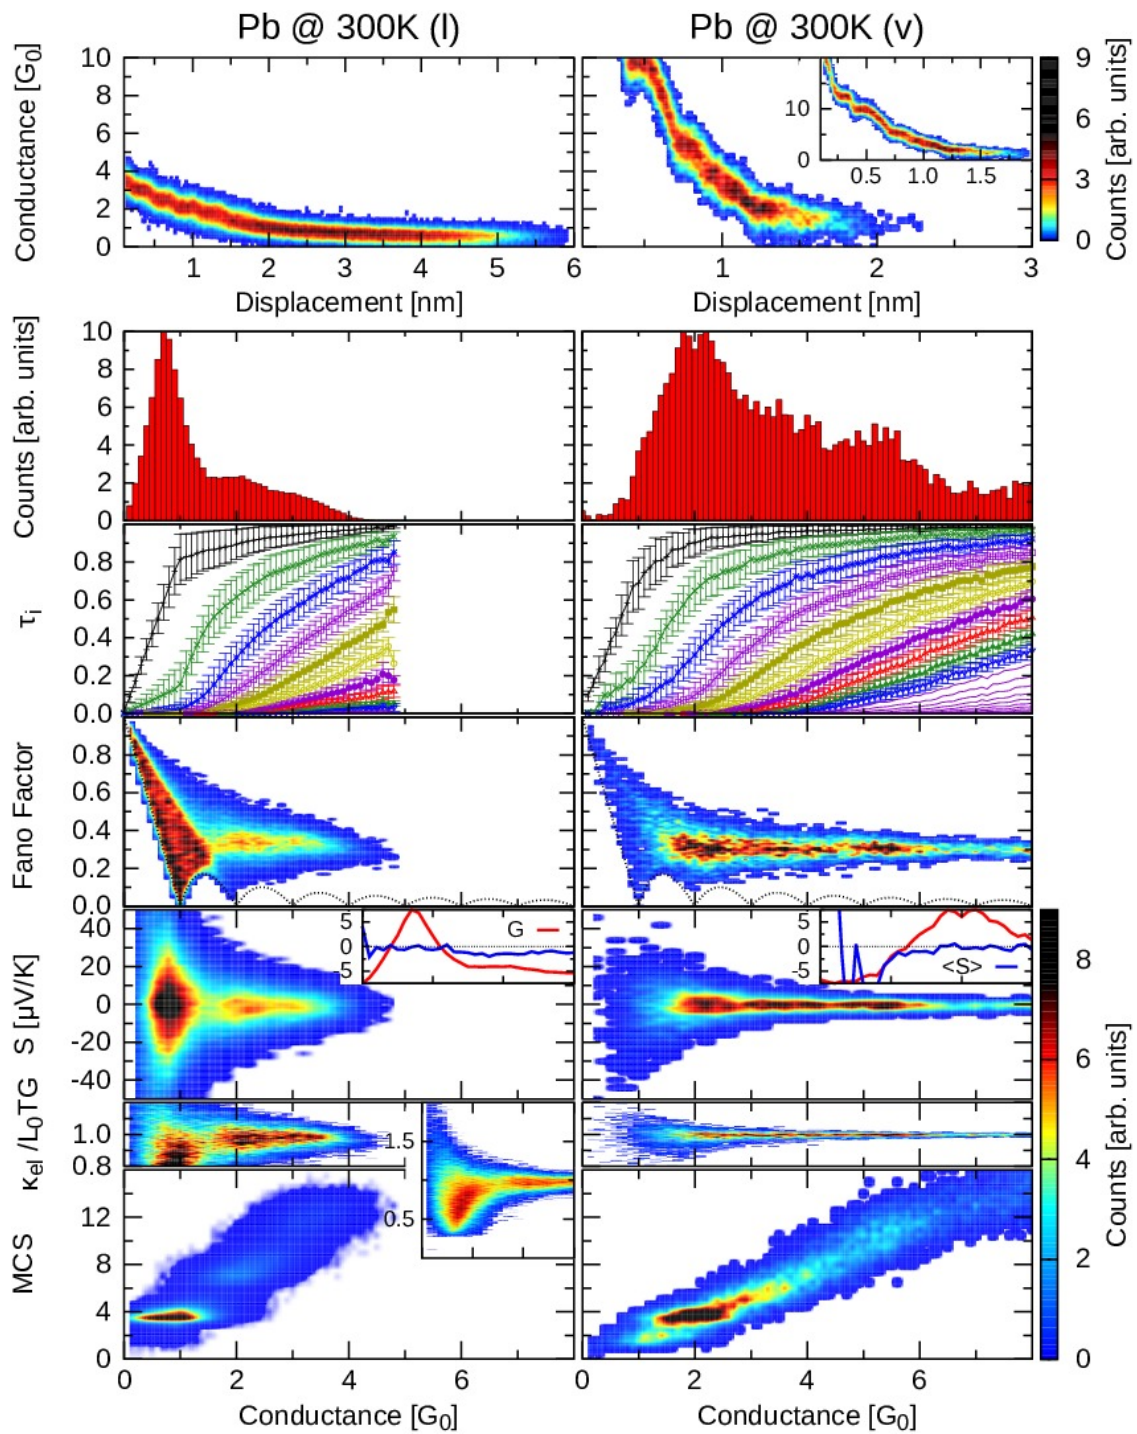 Pb @ 300K (l) Pb @ 300K (v)
Conductance [G₀]
10
8
6
4
2
0
1 2 3 4 5 6
Displacement [nm]
10
0
0.5 1.0 1.5
1 2 3
Displacement [nm]
9
6
3
0
Counts [arb. units]
Counts [arb. units]
10
8
6
4
2
0
τᵢ
0.8
0.6
0.4
0.2
0.0
Fano Factor
0.8
0.6
0.4
0.2
0.0
S [μV/K]
40
20
0
-20
-40
5
0
-5
G
5
0
-5
<S>
κel /L₀TG
1.0
0.8
1.5
0.5
MCS
12
8
4
0
0 2 4 6
Conductance [G₀]
0 2 4 6
Conductance [G₀]
8
6
4
2
0
Counts [arb. units]